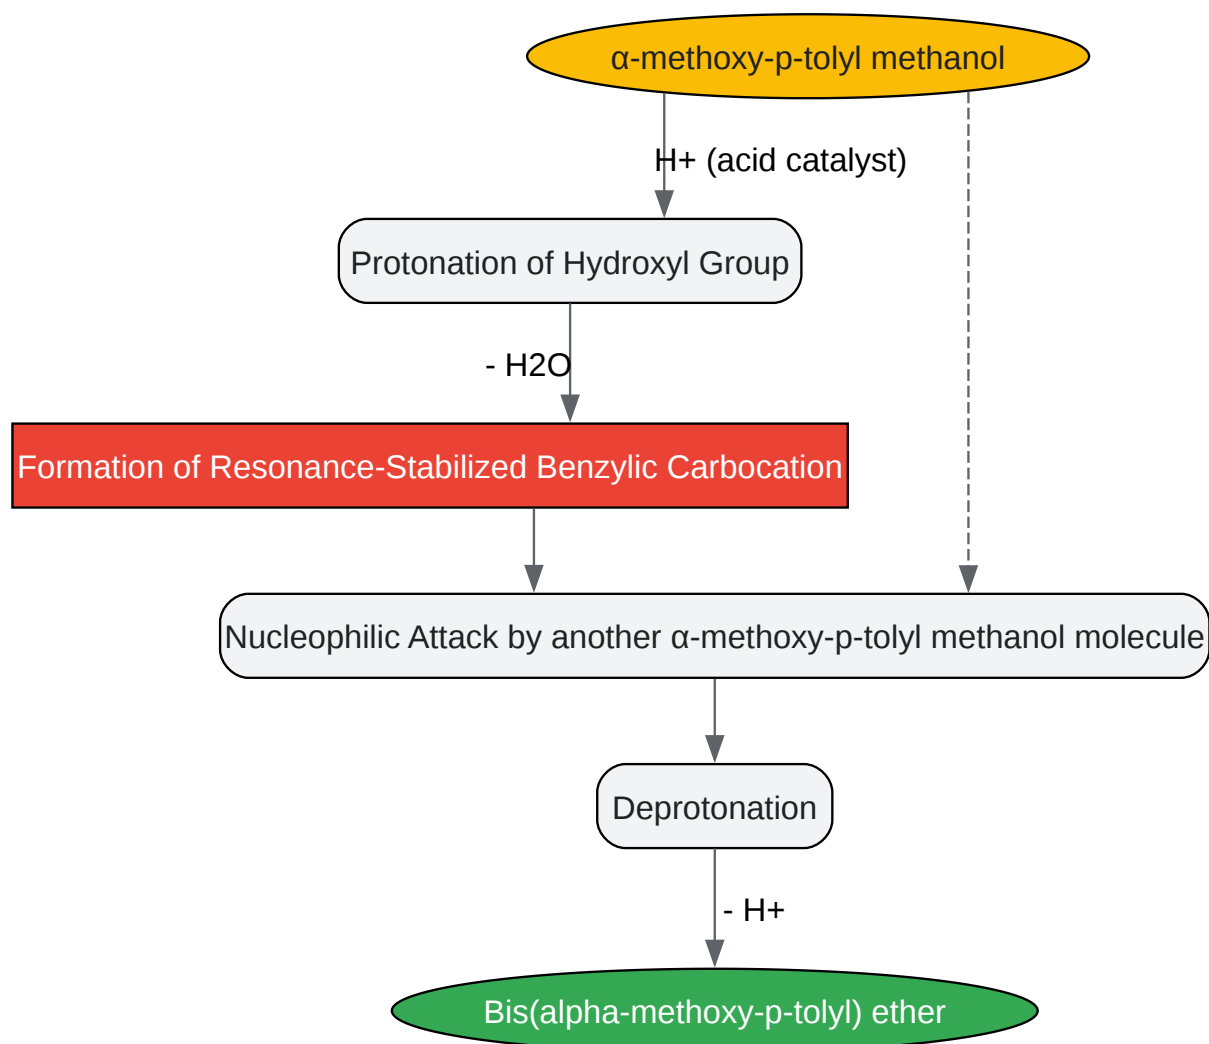 α-methoxy-p-tolyl methanol
H+ (acid catalyst)
Protonation of Hydroxyl Group
- H2O
Formation of Resonance-Stabilized Benzylic Carbocation
Nucleophilic Attack by another α-methoxy-p-tolyl methanol molecule
Deprotonation
- H+
Bis(alpha-methoxy-p-tolyl) ether